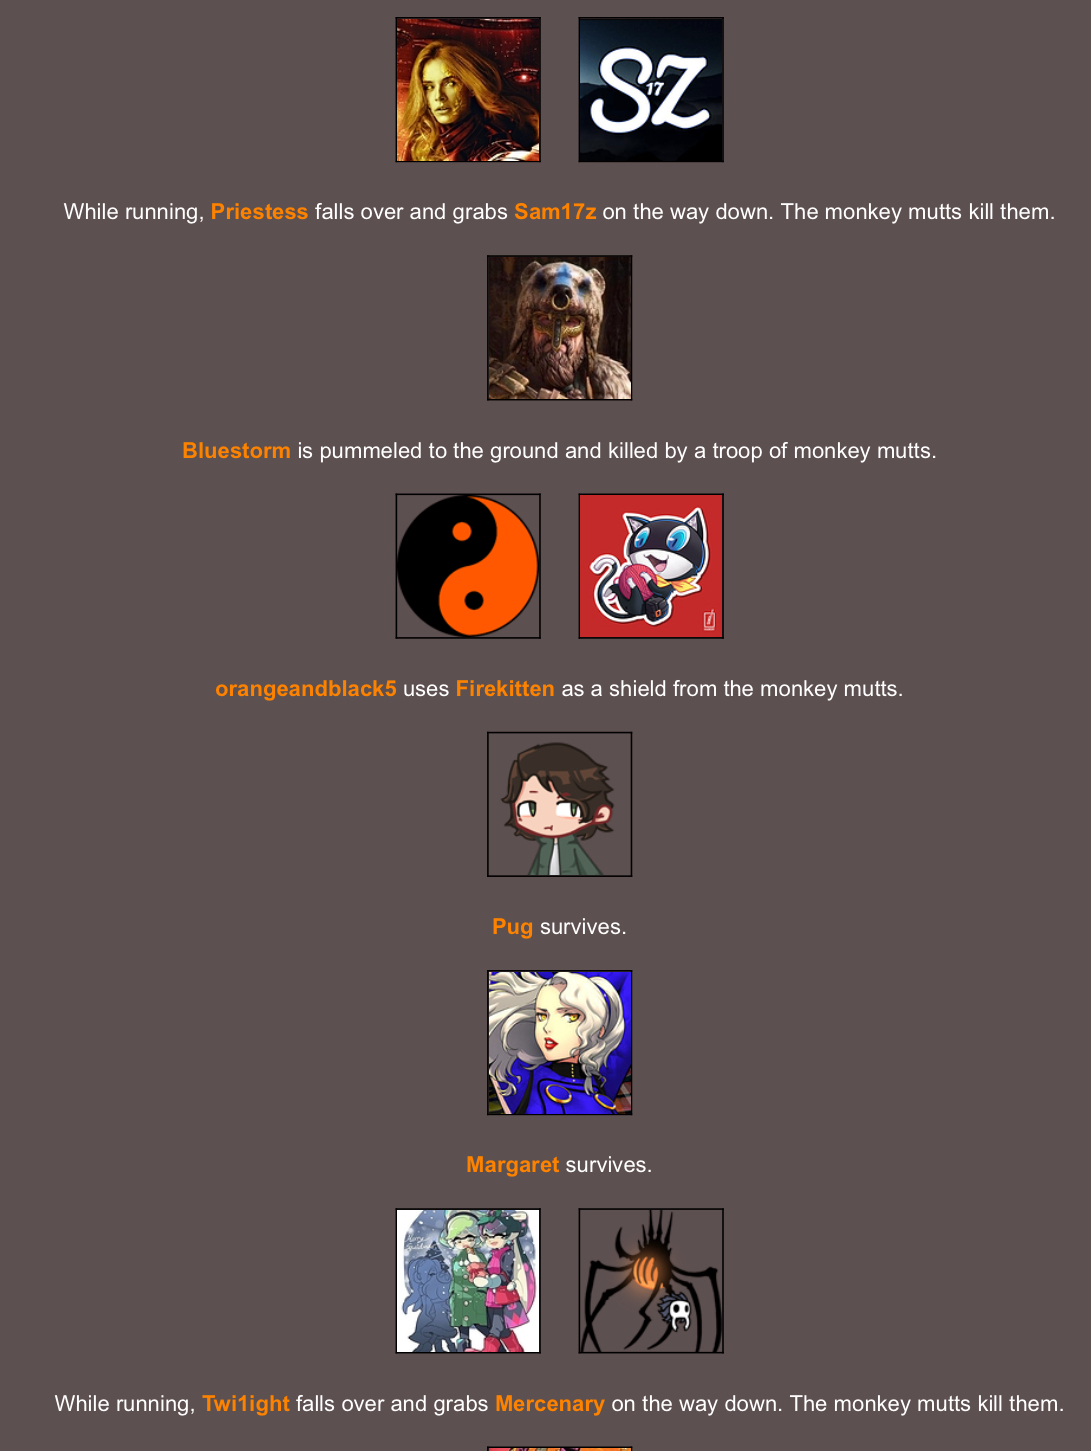 SZ
17
While running, Priestess falls over and grabs Sam17z on the way down. The monkey mutts kill them.
Bluestorm is pummeled to the ground and killed by a troop of monkey mutts.
orangeandblack5 uses Firekitten as a shield from the monkey mutts.
Pug survives.
Margaret survives.
While running, Twi1ight falls over and grabs Mercenary on the way down. The monkey mutts kill them.